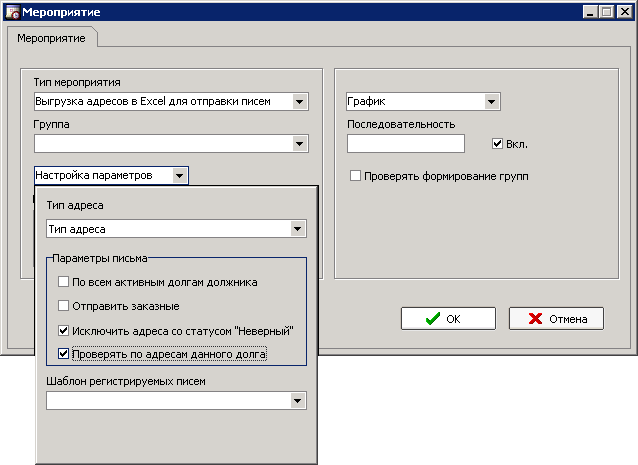 Мероприятие
Мероприятие
Тип мероприятия
Выгрузка адресов в Excel для отправки писем
Группа
Настройка параметров
График
Последовательность
Вкл.
Проверять формирование групп
Тип адреса
Тип адреса
Параметры письма
По всем активным долгам должника
Отправить заказные
Исключить адреса со статусом "Неверный"
Проверять по адресам данного долга
Шаблон регистрируемых писем
OK
Отмена